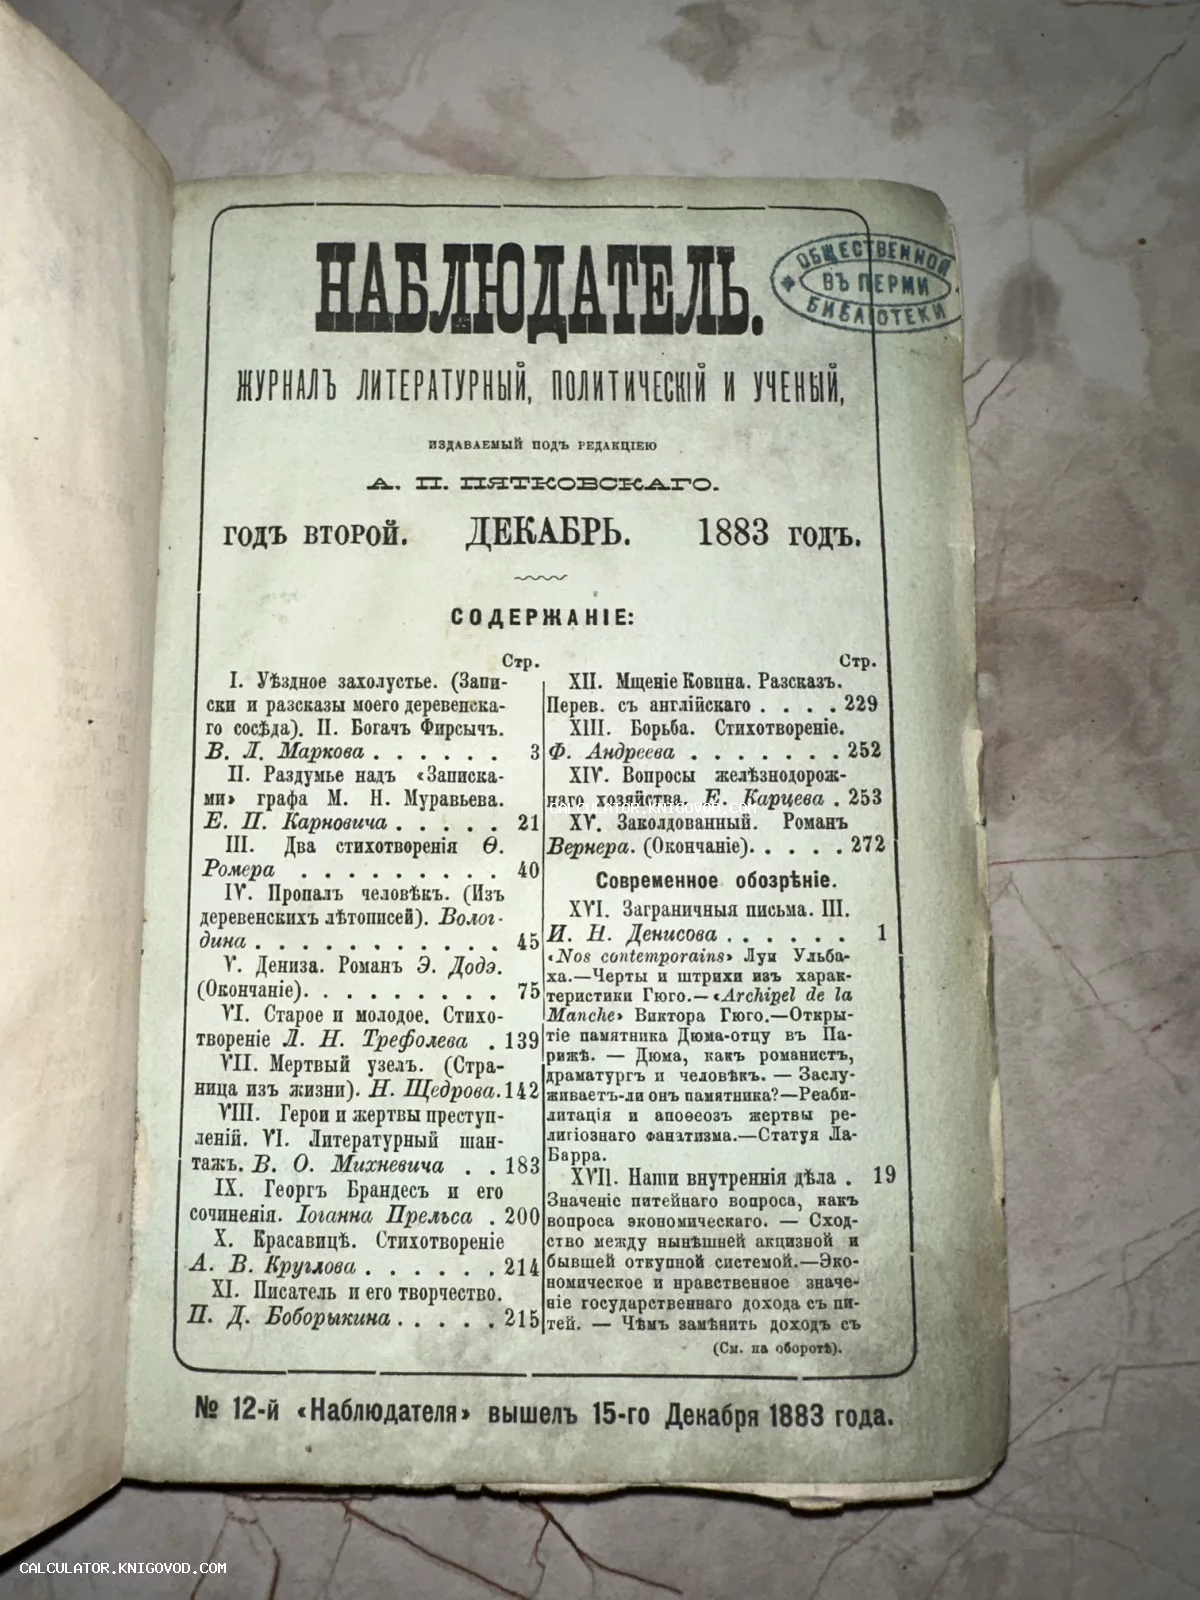 НАБЛЮДАТЕЛЬ.
ОБЩЕСТВЕННОЙ
ВЪ ПЕРМИ
БИБЛІОТЕКИ
ЖУРНАЛЪ ЛИТЕРАТУРНЫЙ, ПОЛИТИЧЕСКІЙ И УЧЕНЫЙ,
ИЗДАВАЕМЫЙ ПОДЪ РЕДАКЦІЕЮ
А. П. ПЯТКОВСКАГО.
ГОДЪ ВТОРОЙ. ДЕКАБРЬ. 1883 ГОДЪ.
СОДЕРЖАНІЕ:
Стр.
I. Уѣздное захолустье. (Запи-
ски и разсказы моего деревенска-
го сосѣда). II. Богачъ Фирсычъ.
В. Л. Маркова . . . . . . 3
II. Раздумье надъ «Записка-
ми» графа М. Н. Муравьева.
Е. П. Карновича . . . . . 21
III. Два стихотворенія Ѳ.
Ромера . . . . . . . . . 40
IV. Пропалъ человѣкъ. (Изъ
деревенскихъ лѣтописей). Волог-
дина . . . . . . . . . . . 45
V. Дениза. Романъ Э. Додэ.
(Окончаніе). . . . . . . . . 75
VI. Старое и молодое. Стихо-
твореніе Л. Н. Трефолева . 139
VII. Мертвый узелъ. (Стра-
ница изъ жизни). Н. Щедрова. 142
VIII. Герои и жертвы преступ-
леній. VI. Литературный шан-
тажъ. В. О. Михневича . . 183
IX. Георгъ Брандесъ и его
сочиненія. Іоганна Прельса . 200
X. Красавицѣ. Стихотвореніе
А. В. Круглова . . . . . . 214
XI. Писатель и его творчество.
П. Д. Боборыкина . . . . . 215
Стр.
XII. Мщеніе Ковина. Разсказъ.
Перев. съ англійскаго . . . . 229
XIII. Борьба. Стихотвореніе.
Ф. Андреева . . . . . . . 252
XIV. Вопросы желѣзнодорож-
наго хозяйства. Е. Карцева . 253
XV. Заколдованный. Романъ
Вернера. (Окончаніе). . . . . 272
Современное обозрѣніе.
XVI. Заграничныя письма. III.
И. Н. Денисова . . . . . . 1
«Nos contemporains» Луи Ульба-
ха.—Черты и штрихи изъ харак-
теристики Гюго.—«Archipel de la
Manche» Виктора Гюго.—Откры-
тіе памятника Дюма-отцу въ Па-
рижѣ. — Дюма, какъ романистъ,
драматургъ и человѣкъ. — Заслу-
живаетъ-ли онъ памятника?—Реаби-
литація и апоѳеозъ жертвы ре-
лигіознаго фанатизма.—Статуя Ла-
Барра.
XVII. Наши внутреннія дѣла . 19
Значеніе питейнаго вопроса, какъ
вопроса экономическаго. — Сход-
ство между нынѣшней акцизной и
бывшей откупной системой.—Эко-
номическое и нравственное значе-
ніе государственнаго дохода съ пи-
тей. — Чѣмъ замѣнить доходъ съ
(См. на оборотѣ).
№ 12-й «Наблюдателя» вышелъ 15-го Декабря 1883 года.
CALCULATOR.KNIGOVOD.COM
CALCULATOR.KNIGOVOD.COM